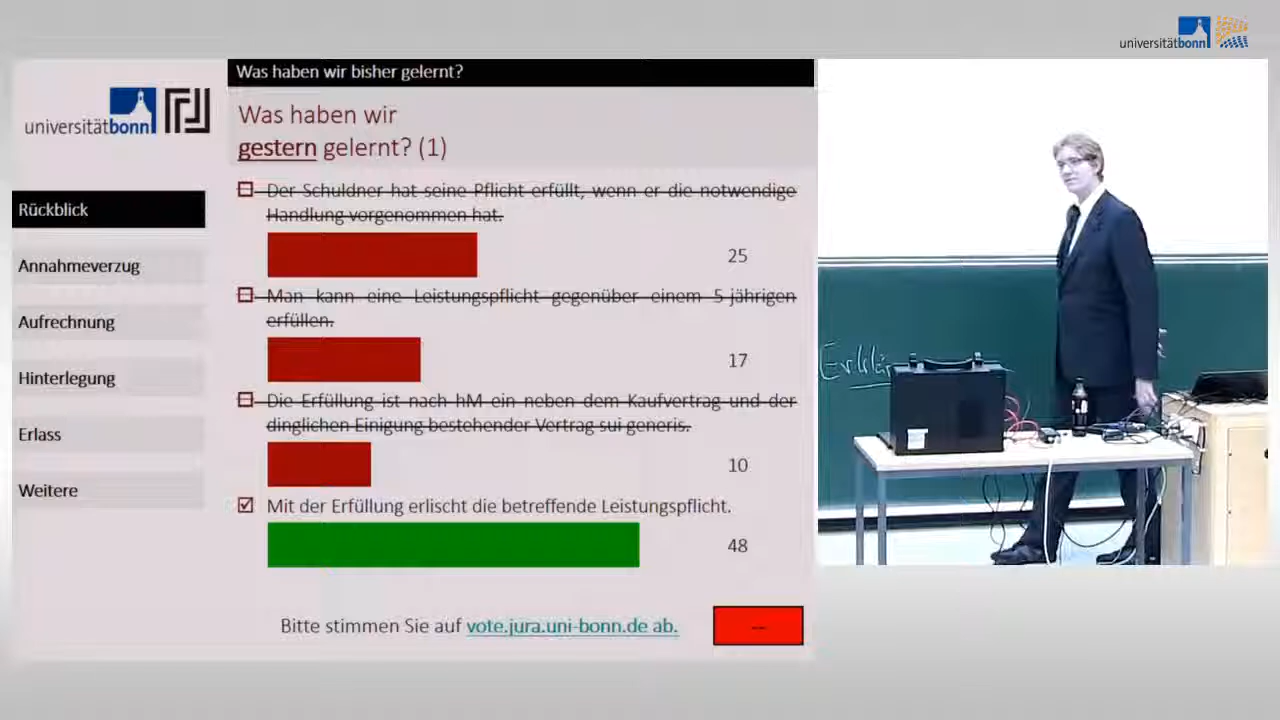 universitätbonn
Was haben wir bisher gelernt?
universitätbonn
Was haben wir
gestern gelernt? (1)
Rückblick
Annahmeverzug
Aufrechnung
Hinterlegung
Erlass
Weitere
Der Schuldner hat seine Pflicht erfüllt, wenn er die notwendige
Handlung vorgenommen hat.
25
Man kann eine Leistungspflicht gegenüber einem 5 jährigen
erfüllen.
17
Die Erfüllung ist nach hM ein neben dem Kaufvertrag und der
dinglichen Einigung bestehender Vertrag sui generis.
10
Mit der Erfüllung erlischt die betreffende Leistungspflicht.
48
Bitte stimmen Sie auf vote.jura.uni-bonn.de ab.
Erklär